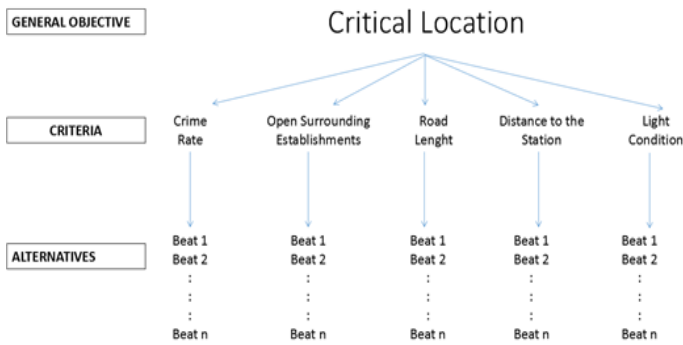 GENERAL OBJECTIVE
Critical Location
CRITERIA
Crime
Rate
Open Surrounding
Establishments
Road
Lenght
Distance to the
Station
Light
Condition
ALTERNATIVES
Beat 1
Beat 2
:
:
:
Beat n
Beat 1
Beat 2
:
:
:
Beat n
Beat 1
Beat 2
:
:
:
Beat n
Beat 1
Beat 2
:
:
:
Beat n
Beat 1
Beat 2
:
:
:
Beat n